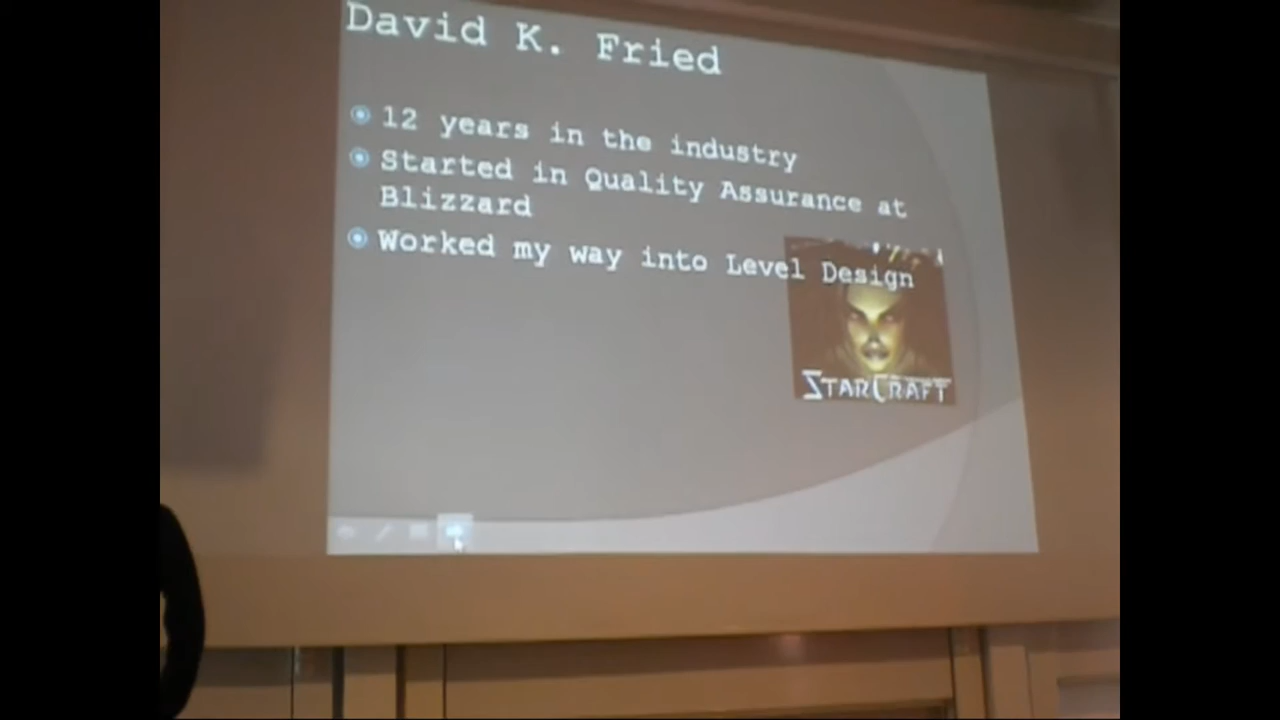 David K. Fried
12 years in the industry
Started in Quality Assurance at
Blizzard
Worked my way into Level Design
STARCRAFT